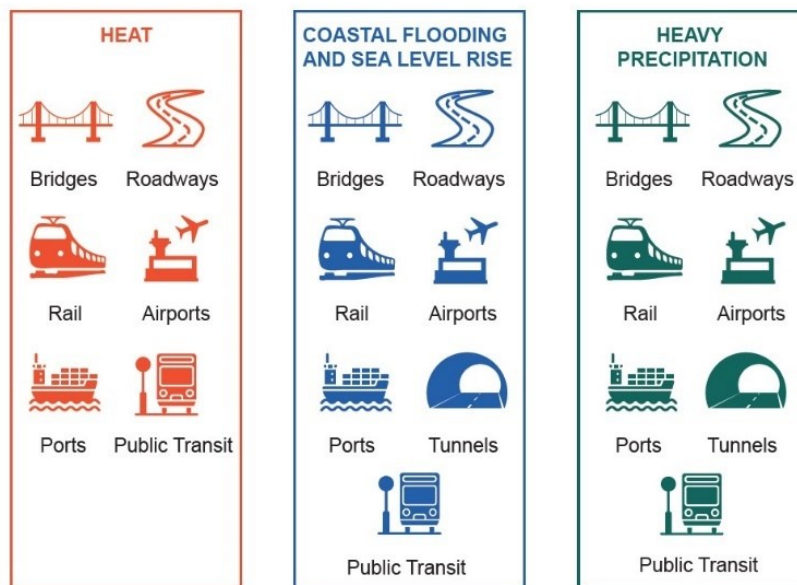 HEAT
Bridges Roadways
Rail Airports
Ports Public Transit
COASTAL FLOODING
AND SEA LEVEL RISE
Bridges Roadways
Rail Airports
Ports Tunnels
Public Transit
HEAVY
PRECIPITATION
Bridges Roadways
Rail Airports
Ports Tunnels
Public Transit